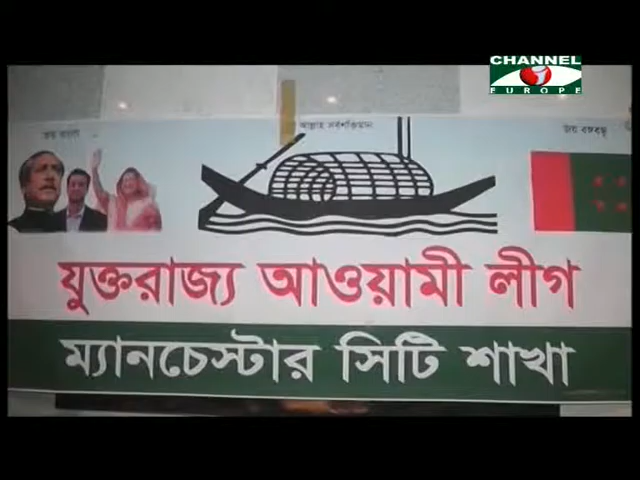 CHANNEL
EUROPE
জয় বাংলা
আল্লাহ সর্বশক্তিমান
জয় বঙ্গবন্ধু
যুক্তরাজ্য আওয়ামী লীগ
ম্যানচেস্টার সিটি শাখা